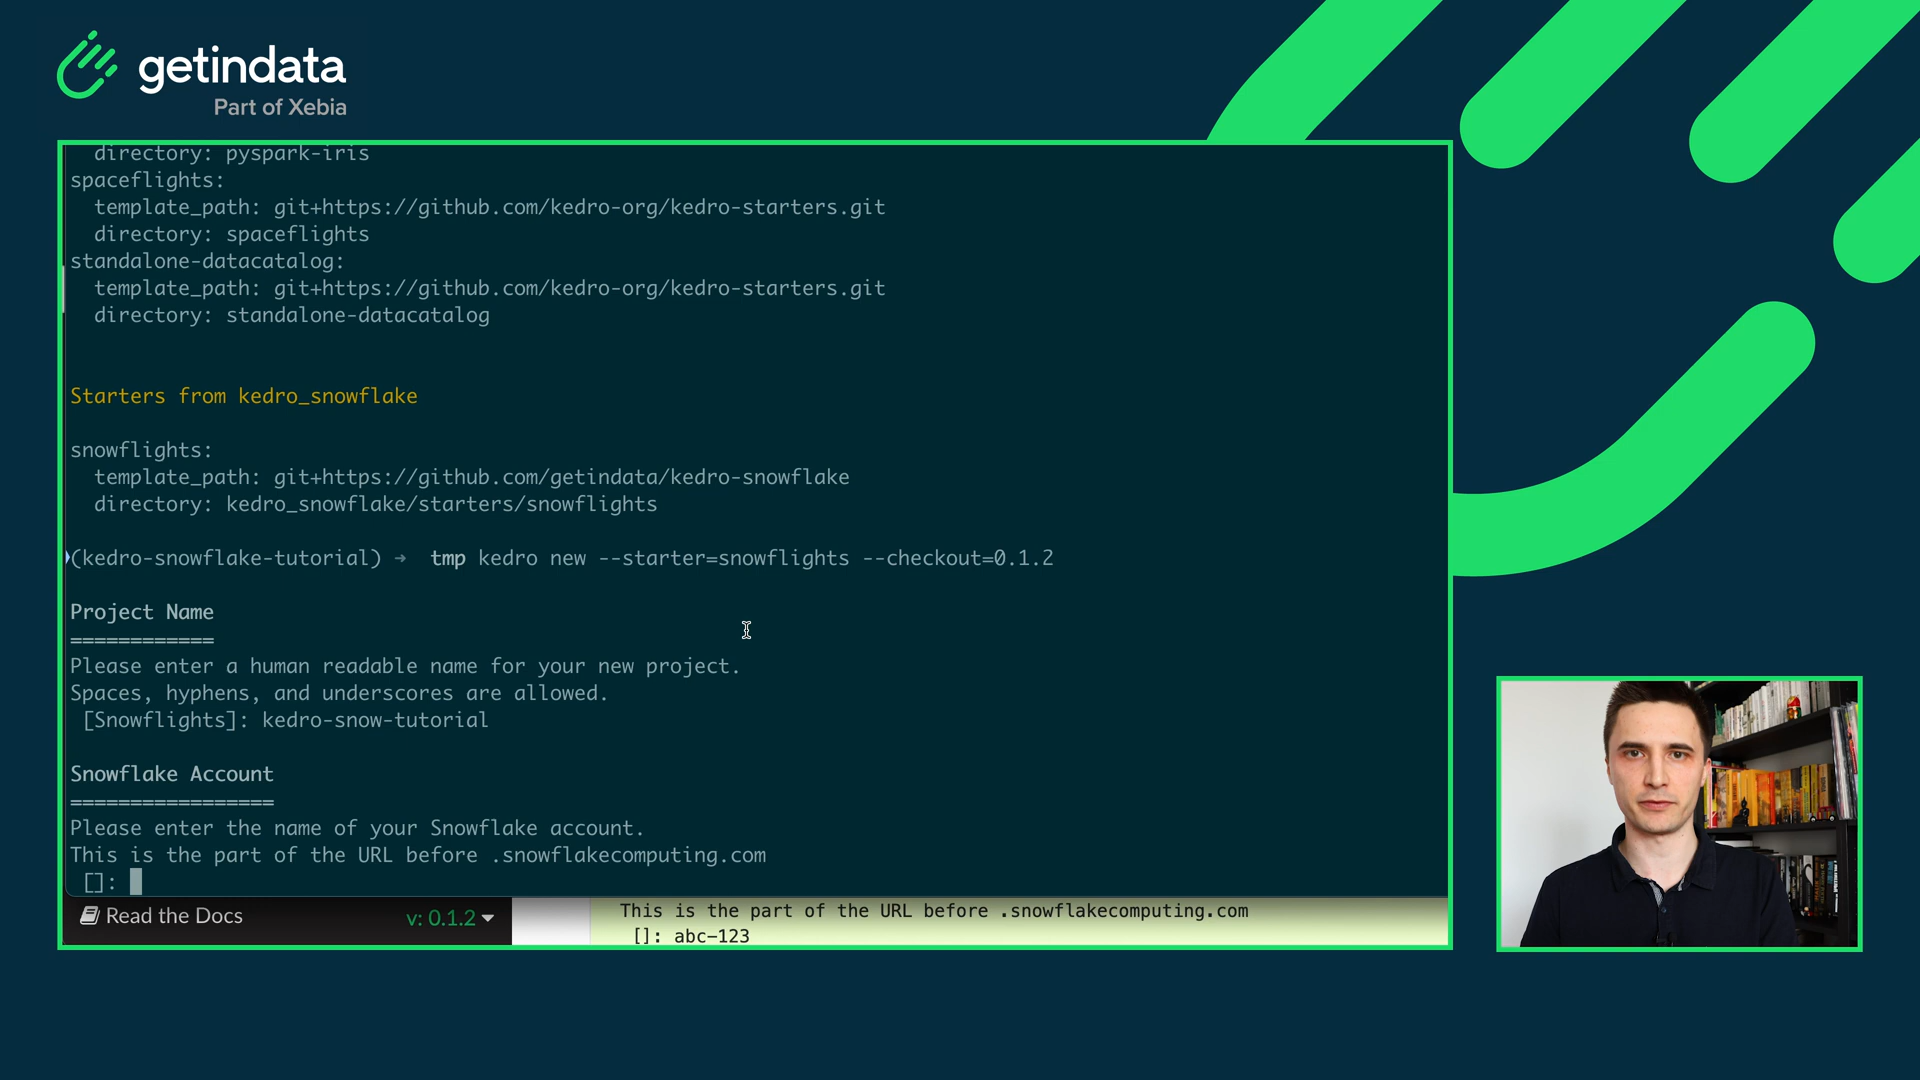 getindata
Part of Xebia
directory: pyspark-iris
spaceflights:
template_path: git+https://github.com/kedro-org/kedro-starters.git
directory: spaceflights
standalone-datacatalog:
template_path: git+https://github.com/kedro-org/kedro-starters.git
directory: standalone-datacatalog
Starters from kedro_snowflake
snowflights:
template_path: git+https://github.com/getindata/kedro-snowflake
directory: kedro_snowflake/starters/snowflights
(kedro-snowflake-tutorial) → tmp kedro new --starter=snowflights --checkout=0.1.2
Project Name
============
Please enter a human readable name for your new project.
Spaces, hyphens, and underscores are allowed.
[Snowflights]: kedro-snow-tutorial
Snowflake Account
=================
Please enter the name of your Snowflake account.
This is the part of the URL before .snowflakecomputing.com
[]:
Read the Docs v: 0.1.2
This is the part of the URL before .snowflakecomputing.com
[]: abc-123